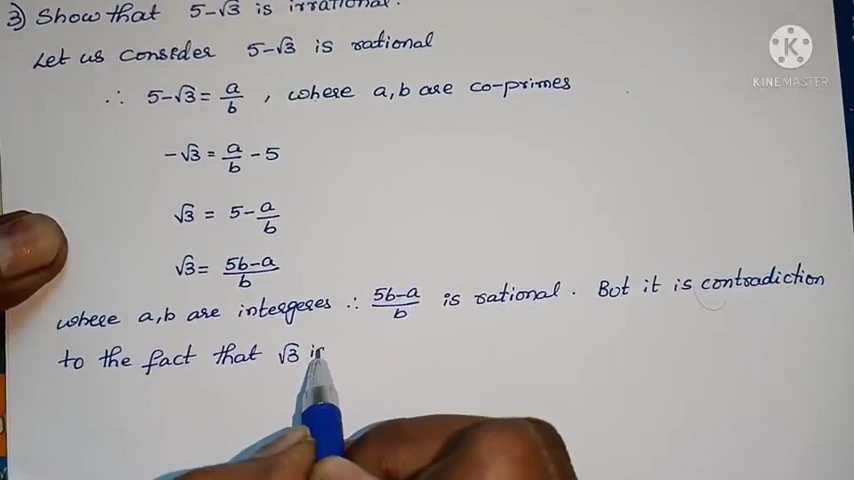 3) Show that 5-√3 is irrational.
Let us consider 5-√3 is rational
∴ 5-√3 = a/b , where a,b are co-primes
-√3 = a/b - 5
√3 = 5 - a/b
√3 = (5b-a)/b
where a,b are intergeres ∴ (5b-a)/b is rational. But it is contradiction
to the fact that √3 is
K
KINEMASTER